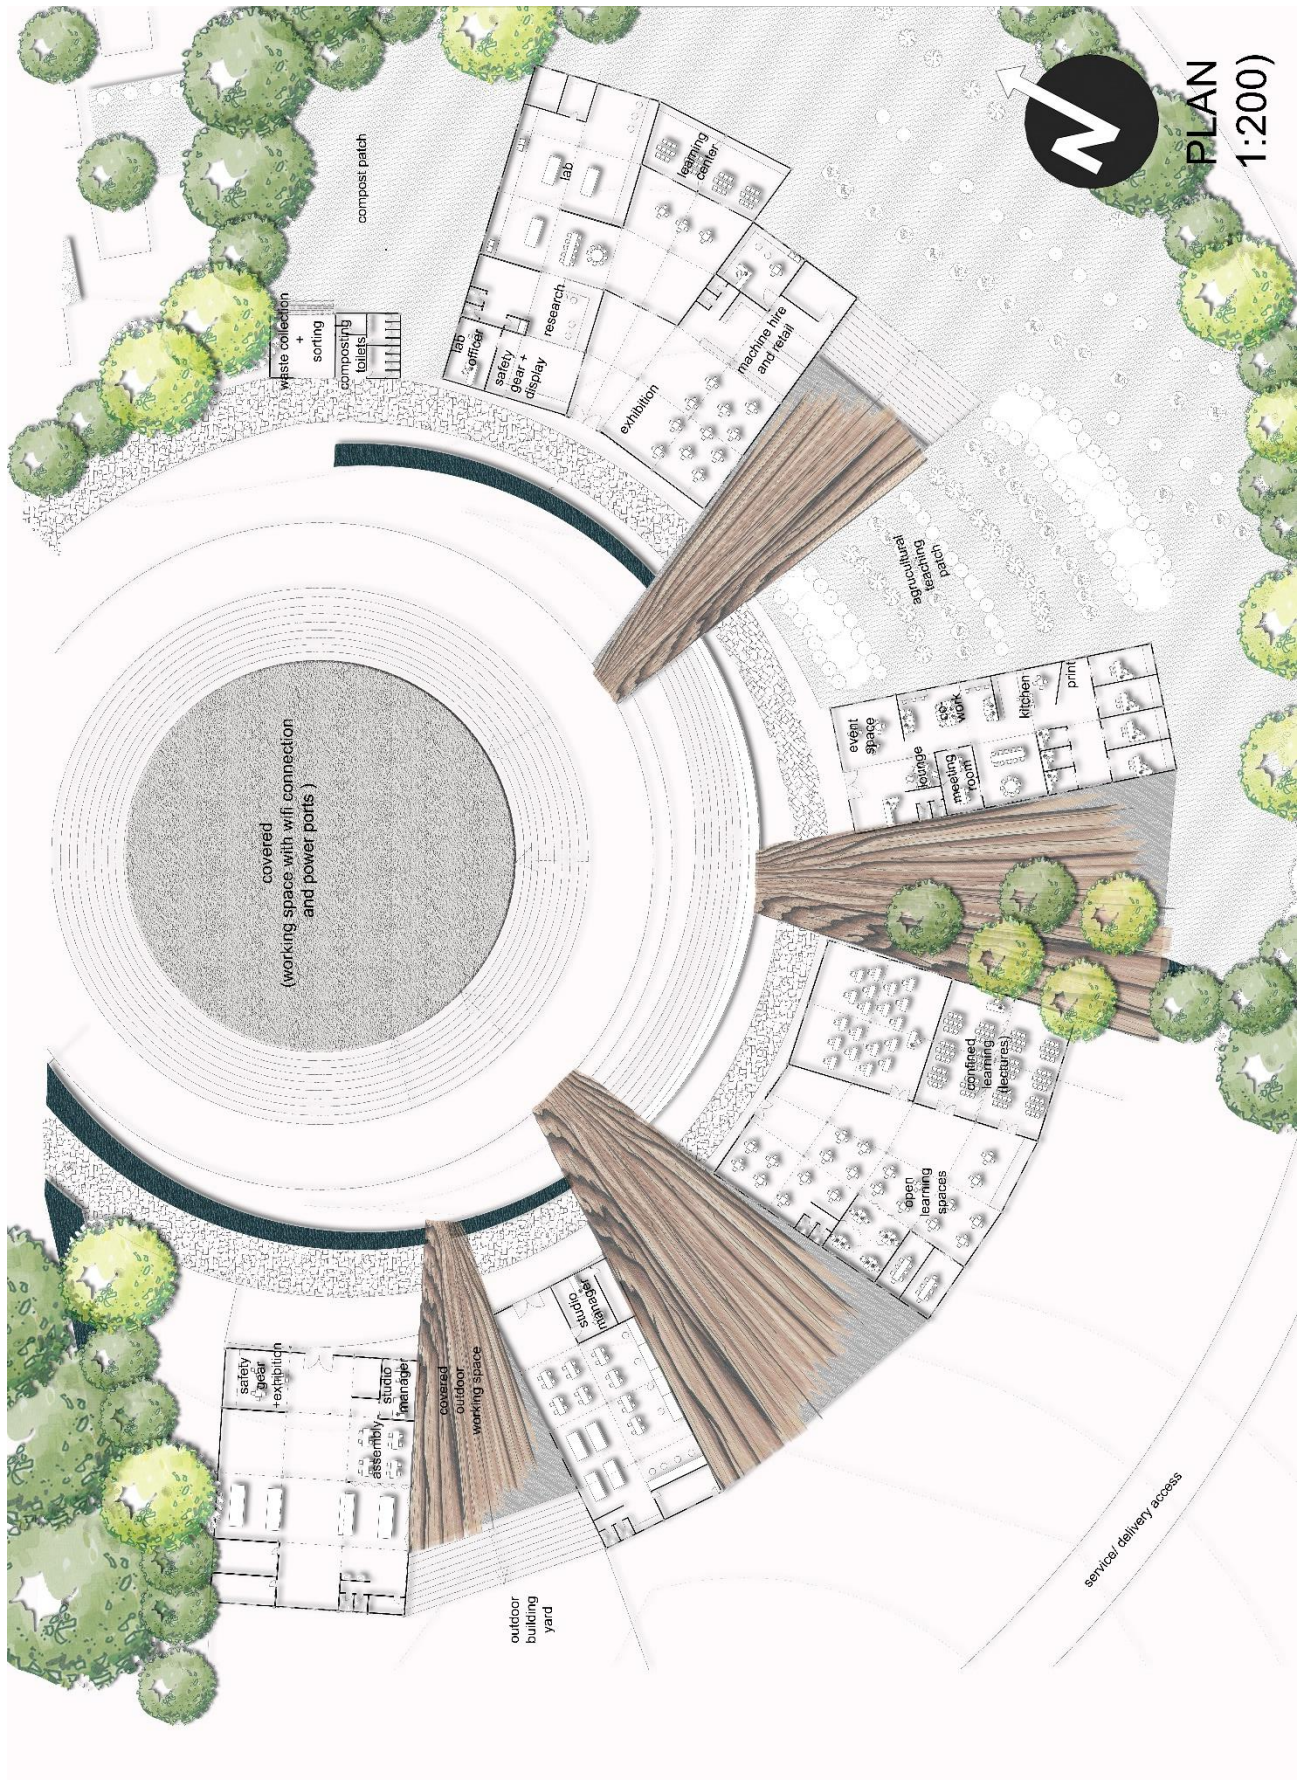 N
PLAN
1:200)
compost patch
lab
learning
center
waste collection
+
sorting
composting
toilets
lab
officer
safety
gear +
display
research
exhibition
machine hire
and retail
agrucultural
teaching
patch
covered
(working space with wifi connection
and power ports )
event
space
lounge
co-
work
meeting
room
kitchen
print
confined
learning
(lectures)
open
learning
spaces
studio
manager
safety
gear
+exhibition
studio
manager
assembly
covered
outdoor
working space
outdoor
building
yard
service/ delivery access